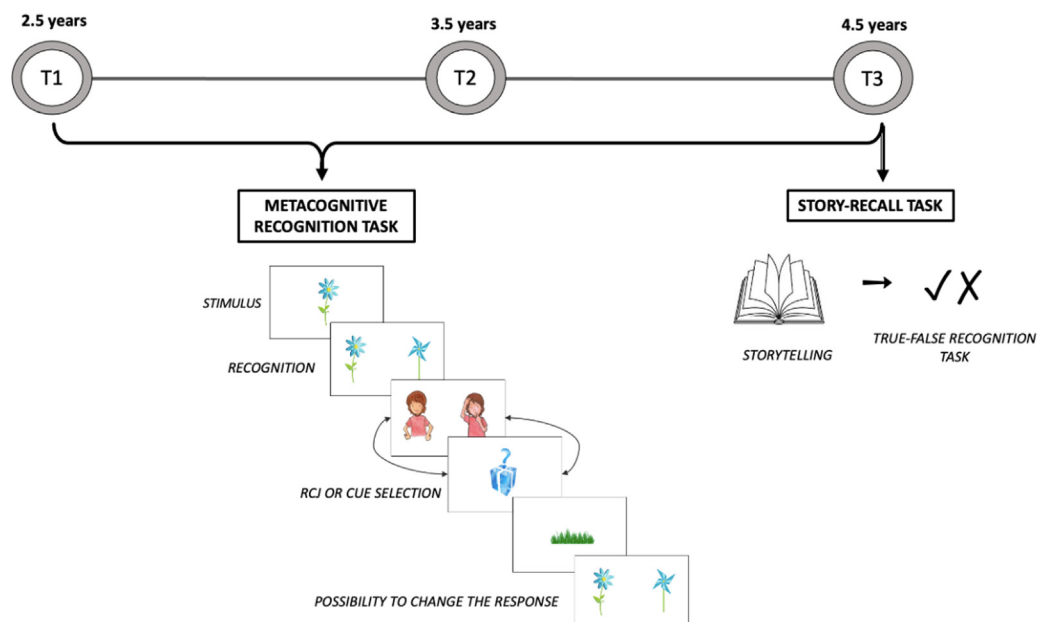 2.5 years
3.5 years
4.5 years
T1
T2
T3
METACOGNITIVE
RECOGNITION TASK
STORY-RECALL TASK
STIMULUS
RECOGNITION
RCJ OR CUE SELECTION
?
POSSIBILITY TO CHANGE THE RESPONSE
STORYTELLING
TRUE-FALSE RECOGNITION
TASK